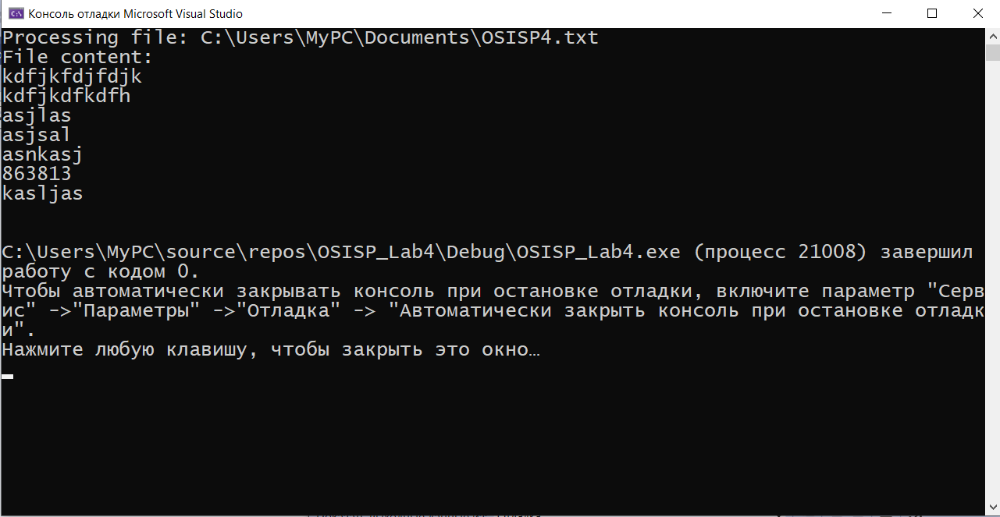 Консоль отладки Microsoft Visual Studio
Processing file: C:\Users\MyPC\Documents\OSISP4.txt
File content:
kdfjkfdjfdjk
kdfjkdfkdfh
asjlas
asjsal
asnkasj
863813
kasljas
C:\Users\MyPC\source\repos\OSISP_Lab4\Debug\OSISP_Lab4.exe (процесс 21008) завершил
работу с кодом 0.
Чтобы автоматически закрывать консоль при остановке отладки, включите параметр "Серв
ис" ->"Параметры" ->"Отладка" -> "Автоматически закрыть консоль при остановке отладк
и".
Нажмите любую клавишу, чтобы закрыть это окно…